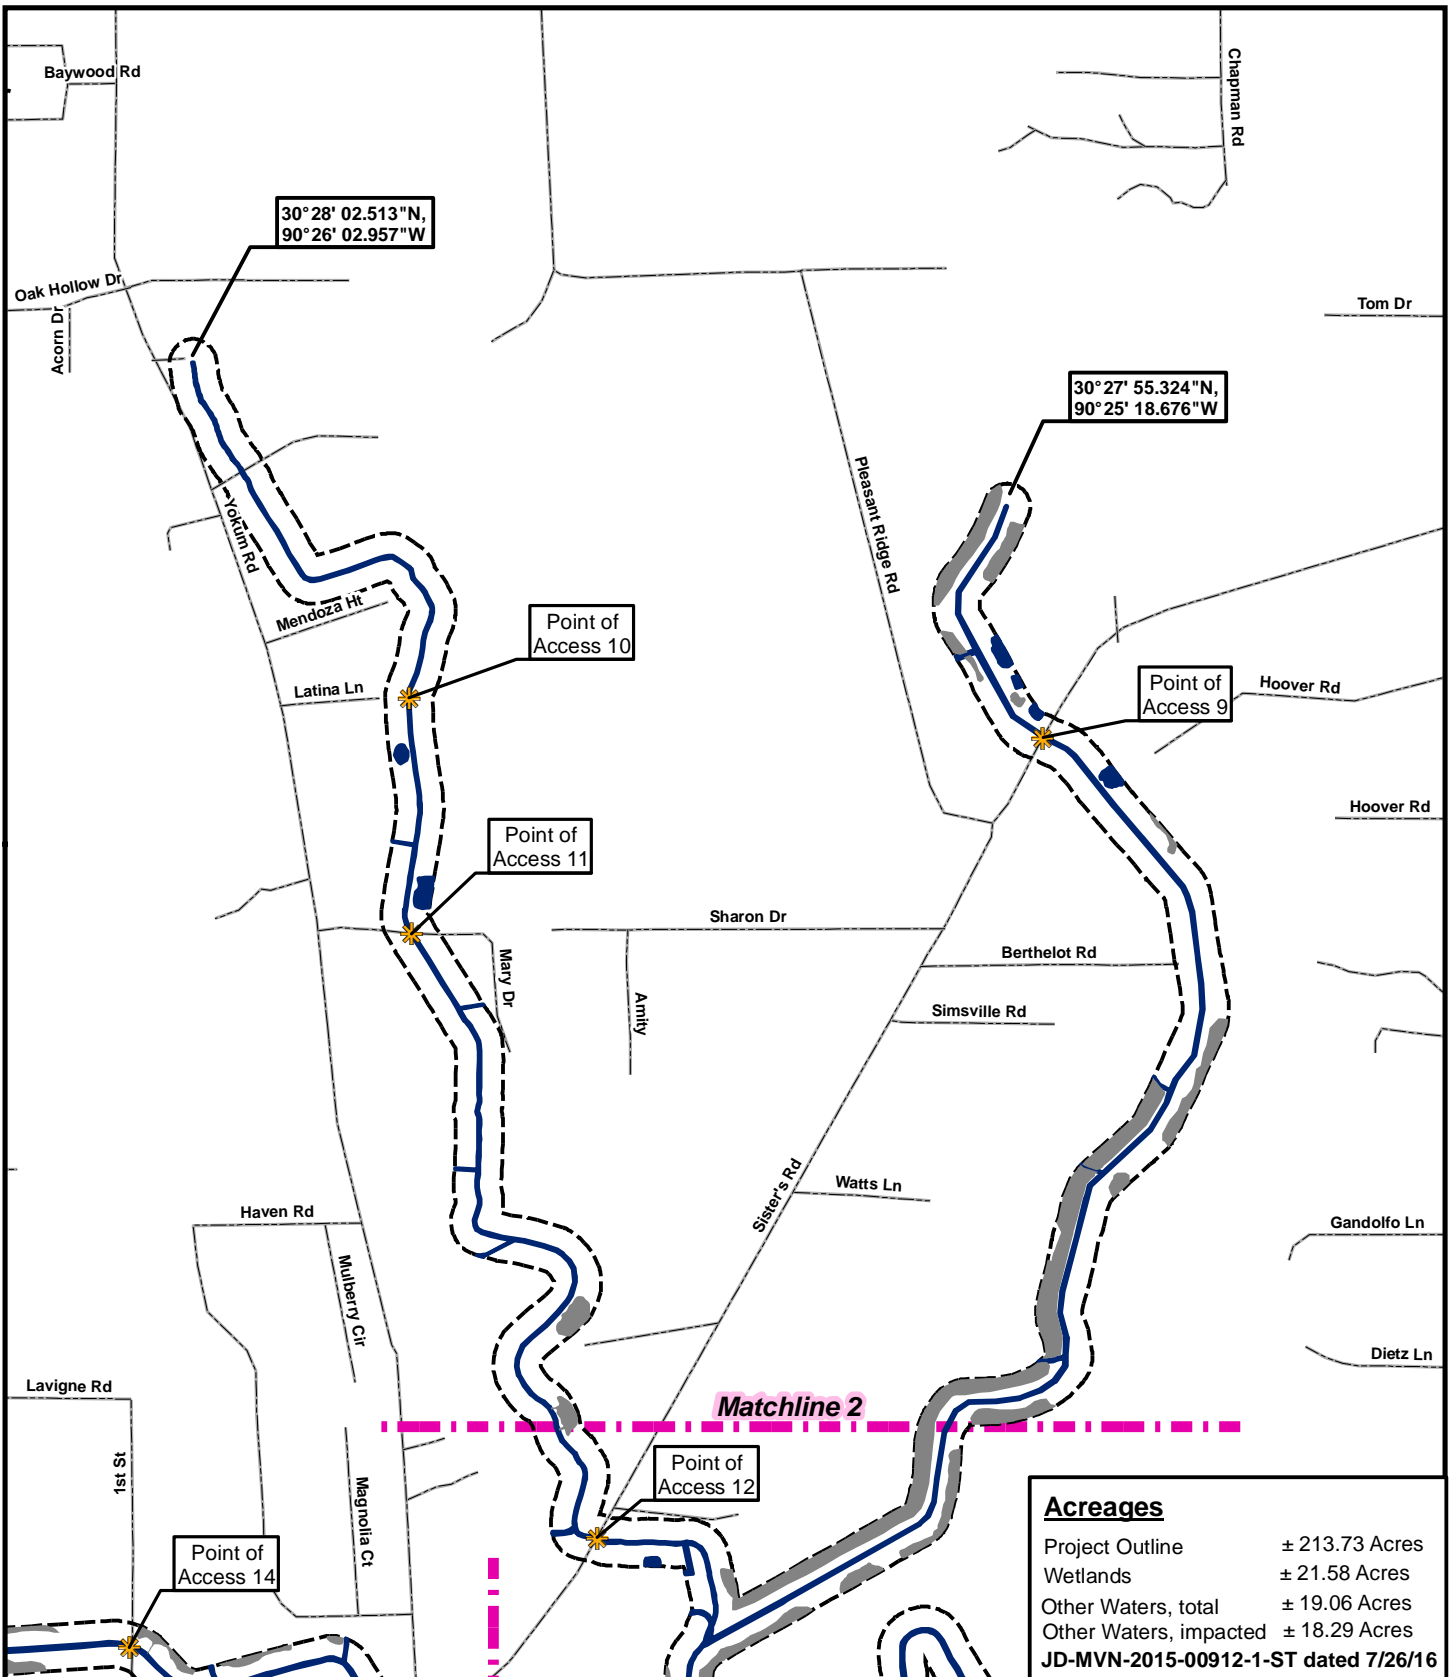 Baywood Rd
Chapman Rd
30°28' 02.513"N,
90°26' 02.957"W
Oak Hollow Dr
Acorn Dr
Tom Dr
30°27' 55.324"N,
90°25' 18.676"W
Pleasant Ridge Rd
Yokum Rd
Mendoza Ht
Point of
Access 10
Latina Ln
Point of
Access 9
Hoover Rd
Hoover Rd
Point of
Access 11
Sharon Dr
Mary Dr
Amity
Berthelot Rd
Simsville Rd
Sister's Rd
Watts Ln
Haven Rd
Mulberry Cir
Gandolfo Ln
Dietz Ln
Lavigne Rd
Matchline 2
1st St
Magnolia Ct
Point of
Access 12
Point of
Access 14
Acreages
Project Outline ± 213.73 Acres
Wetlands ± 21.58 Acres
Other Waters, total ± 19.06 Acres
Other Waters, impacted ± 18.29 Acres
JD-MVN-2015-00912-1-ST dated 7/26/16